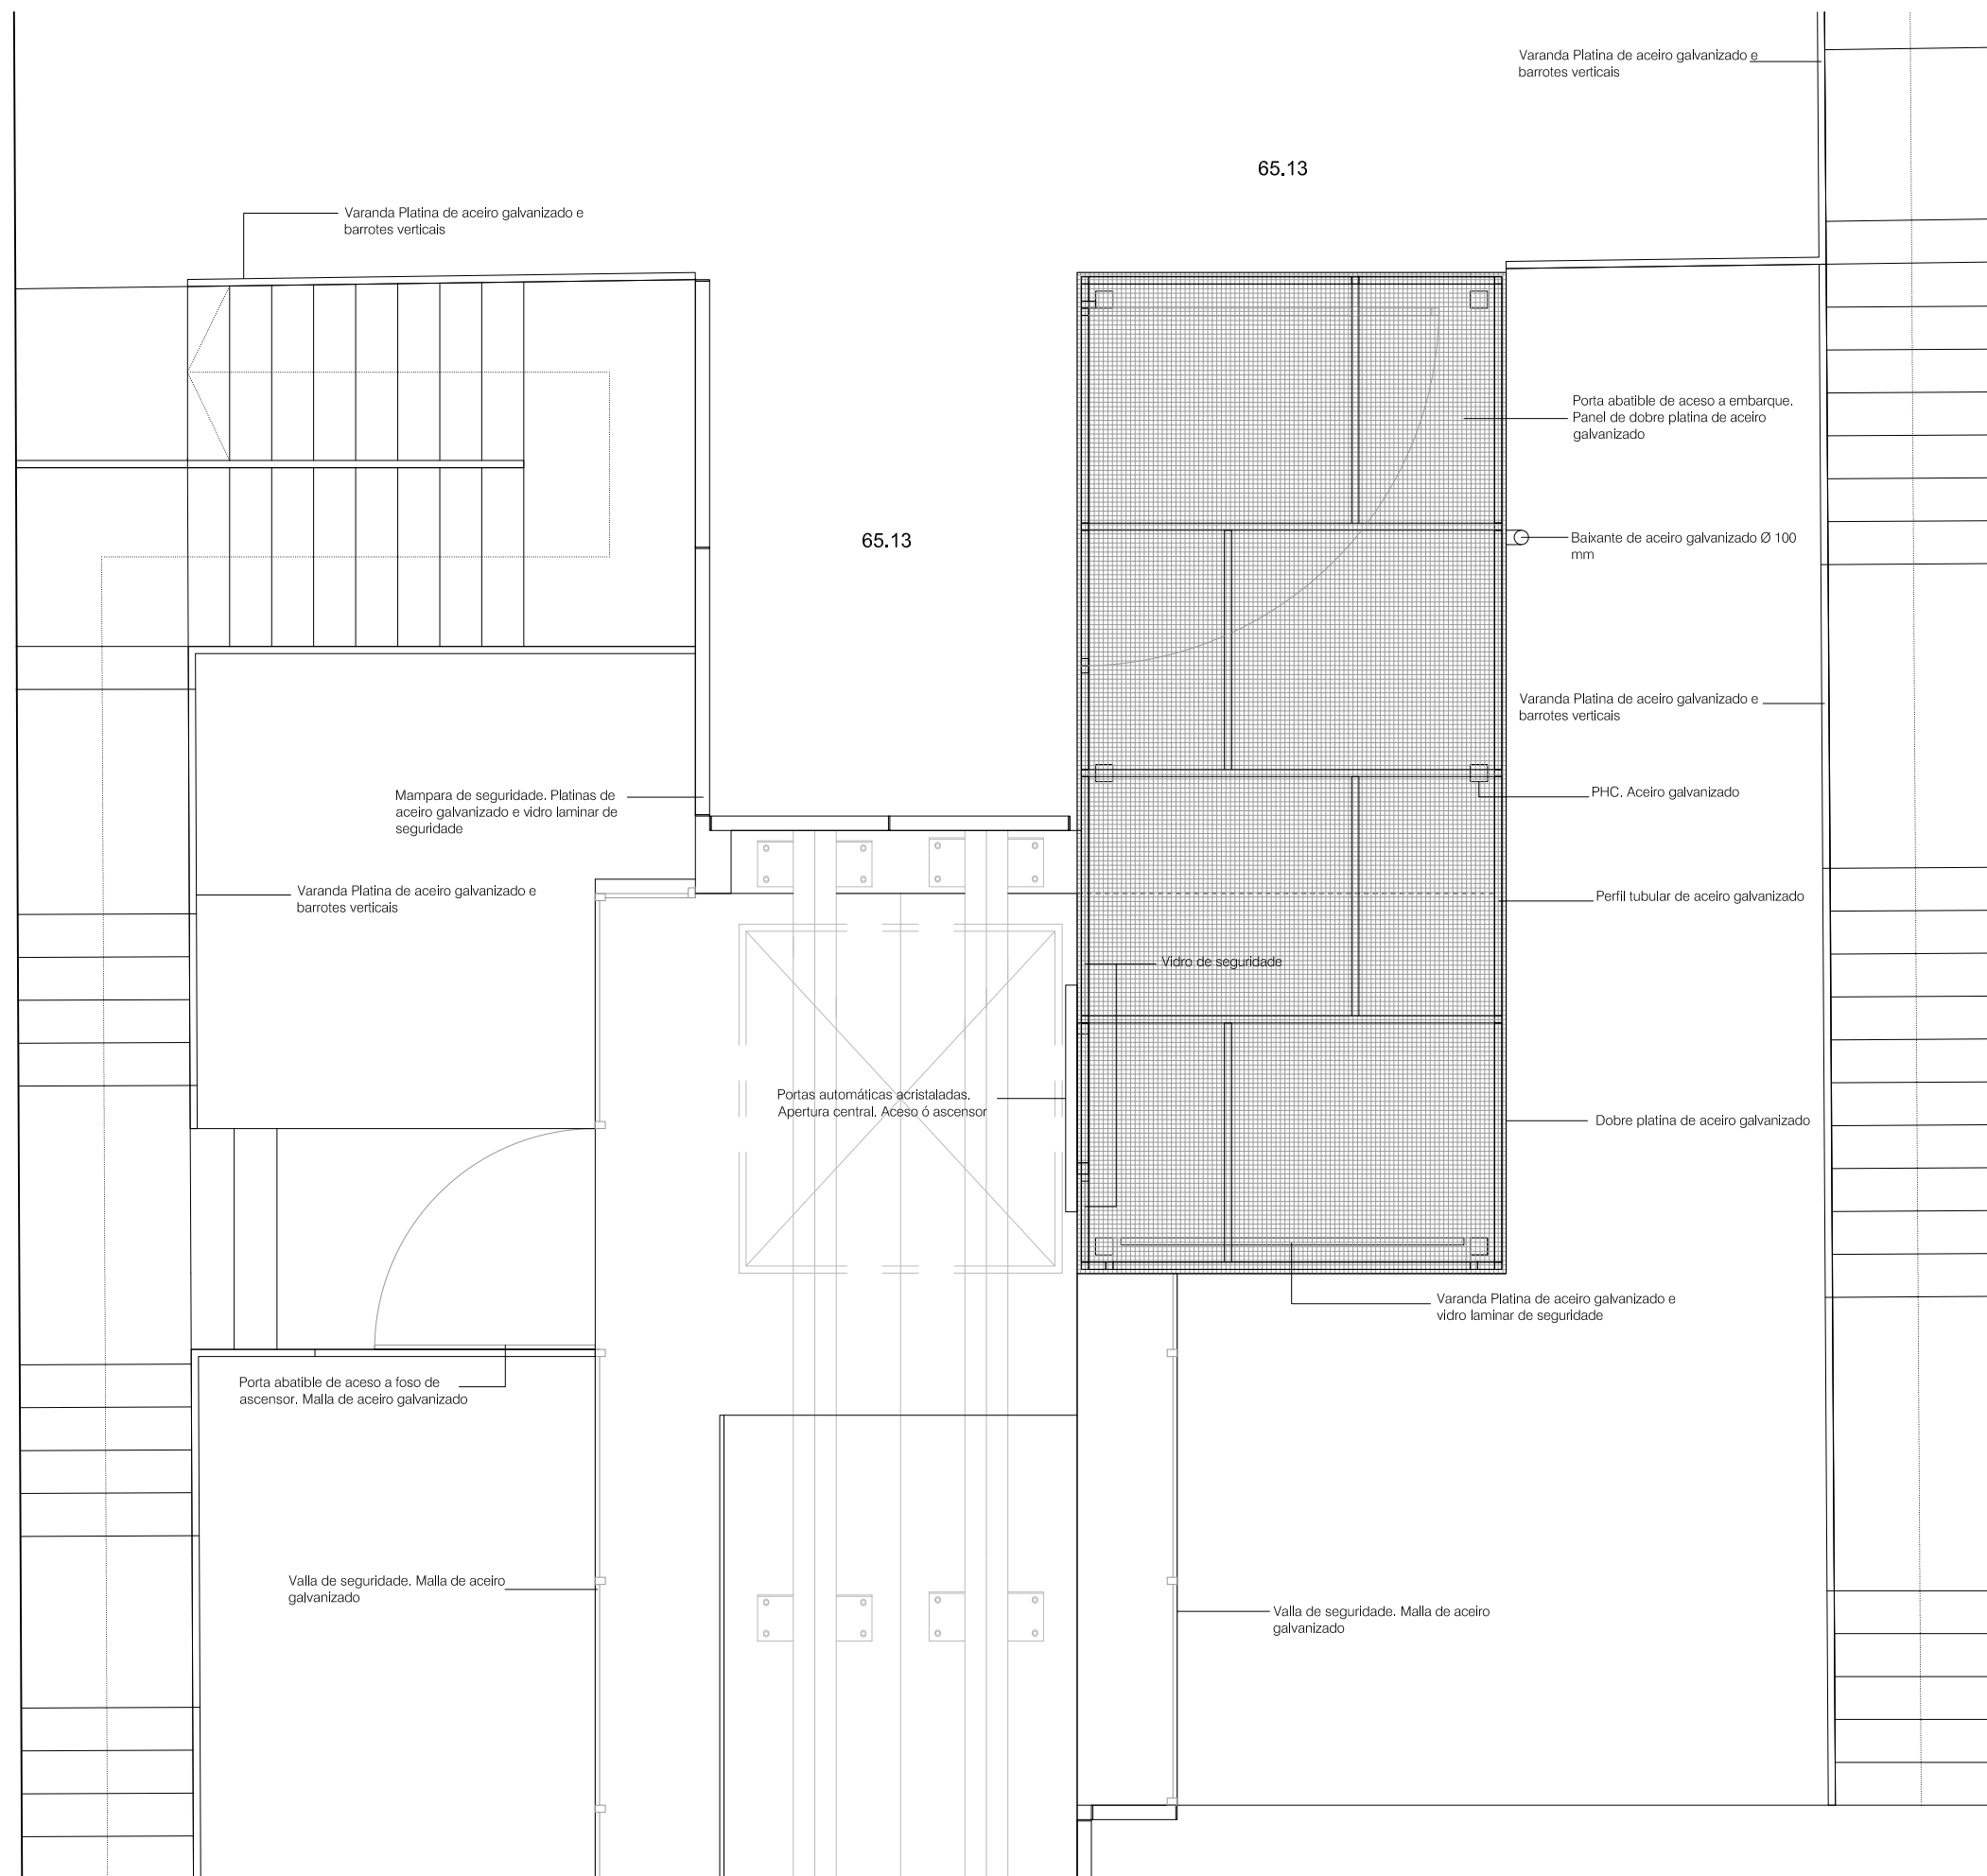 Varanda Platina de aceiro galvanizado e
barrotes verticais
65.13
Varanda Platina de aceiro galvanizado e
barrotes verticais
Porta abatible de aceso a embarque.
Panel de dobre platina de aceiro
galvanizado
65.13
Baixante de aceiro galvanizado Ø 100
mm
Varanda Platina de aceiro galvanizado e
barrotes verticais
Mampara de seguridade. Platinas de
aceiro galvanizado e vidro laminar de
seguridade
PHC. Aceiro galvanizado
Varanda Platina de aceiro galvanizado e
barrotes verticais
Perfil tubular de aceiro galvanizado
Vidro de seguridade
Portas automáticas acristaladas.
Apertura central. Aceso ó ascensor
Dobre platina de aceiro galvanizado
Varanda Platina de aceiro galvanizado e
vidro laminar de seguridade
Porta abatible de aceso a foso de
ascensor. Malla de aceiro galvanizado
Valla de seguridade. Malla de aceiro
galvanizado
Valla de seguridade. Malla de aceiro
galvanizado